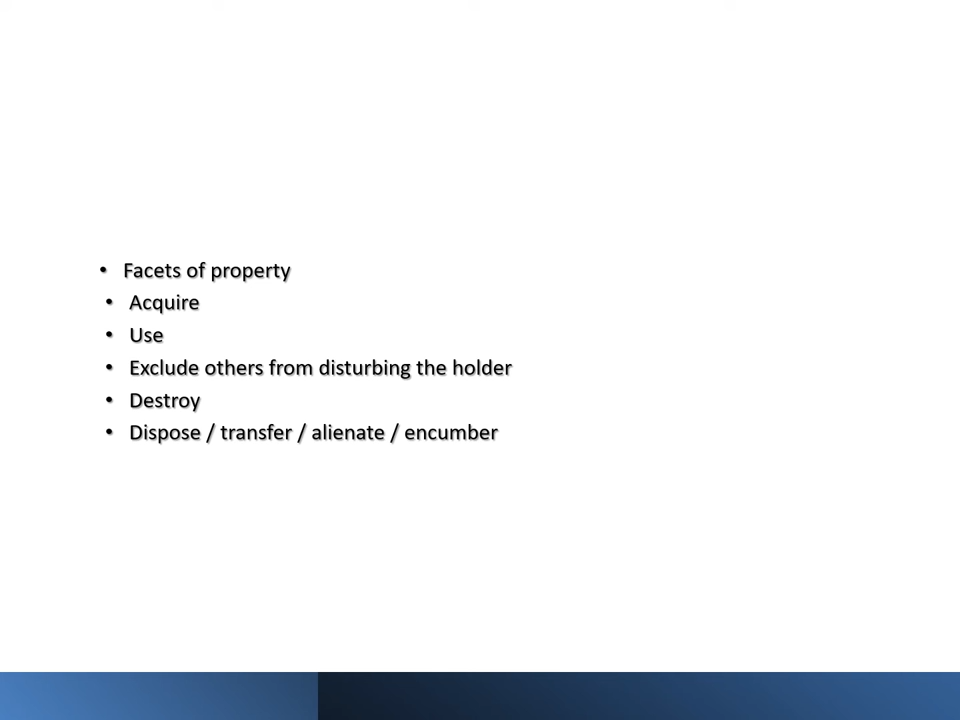 • Facets of property
• Acquire
• Use
• Exclude others from disturbing the holder
• Destroy
• Dispose / transfer / alienate / encumber